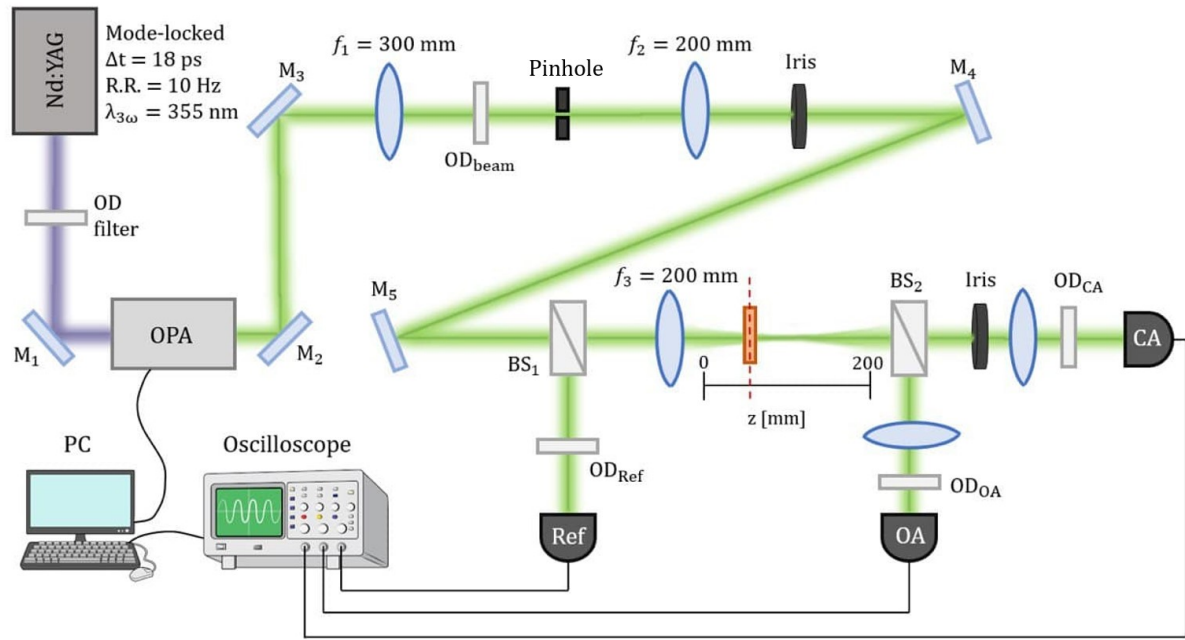 Nd:YAG
Mode-locked
Δt = 18 ps
R.R. = 10 Hz
λ3ω = 355 nm
OD
filter
M1
OPA
M2
M3
f1 = 300 mm
ODbeam
Pinhole
f2 = 200 mm
Iris
M4
M5
BS1
f3 = 200 mm
0
200
z [mm]
BS2
Iris
ODCA
CA
ODRef
Ref
ODOA
OA
PC
Oscilloscope